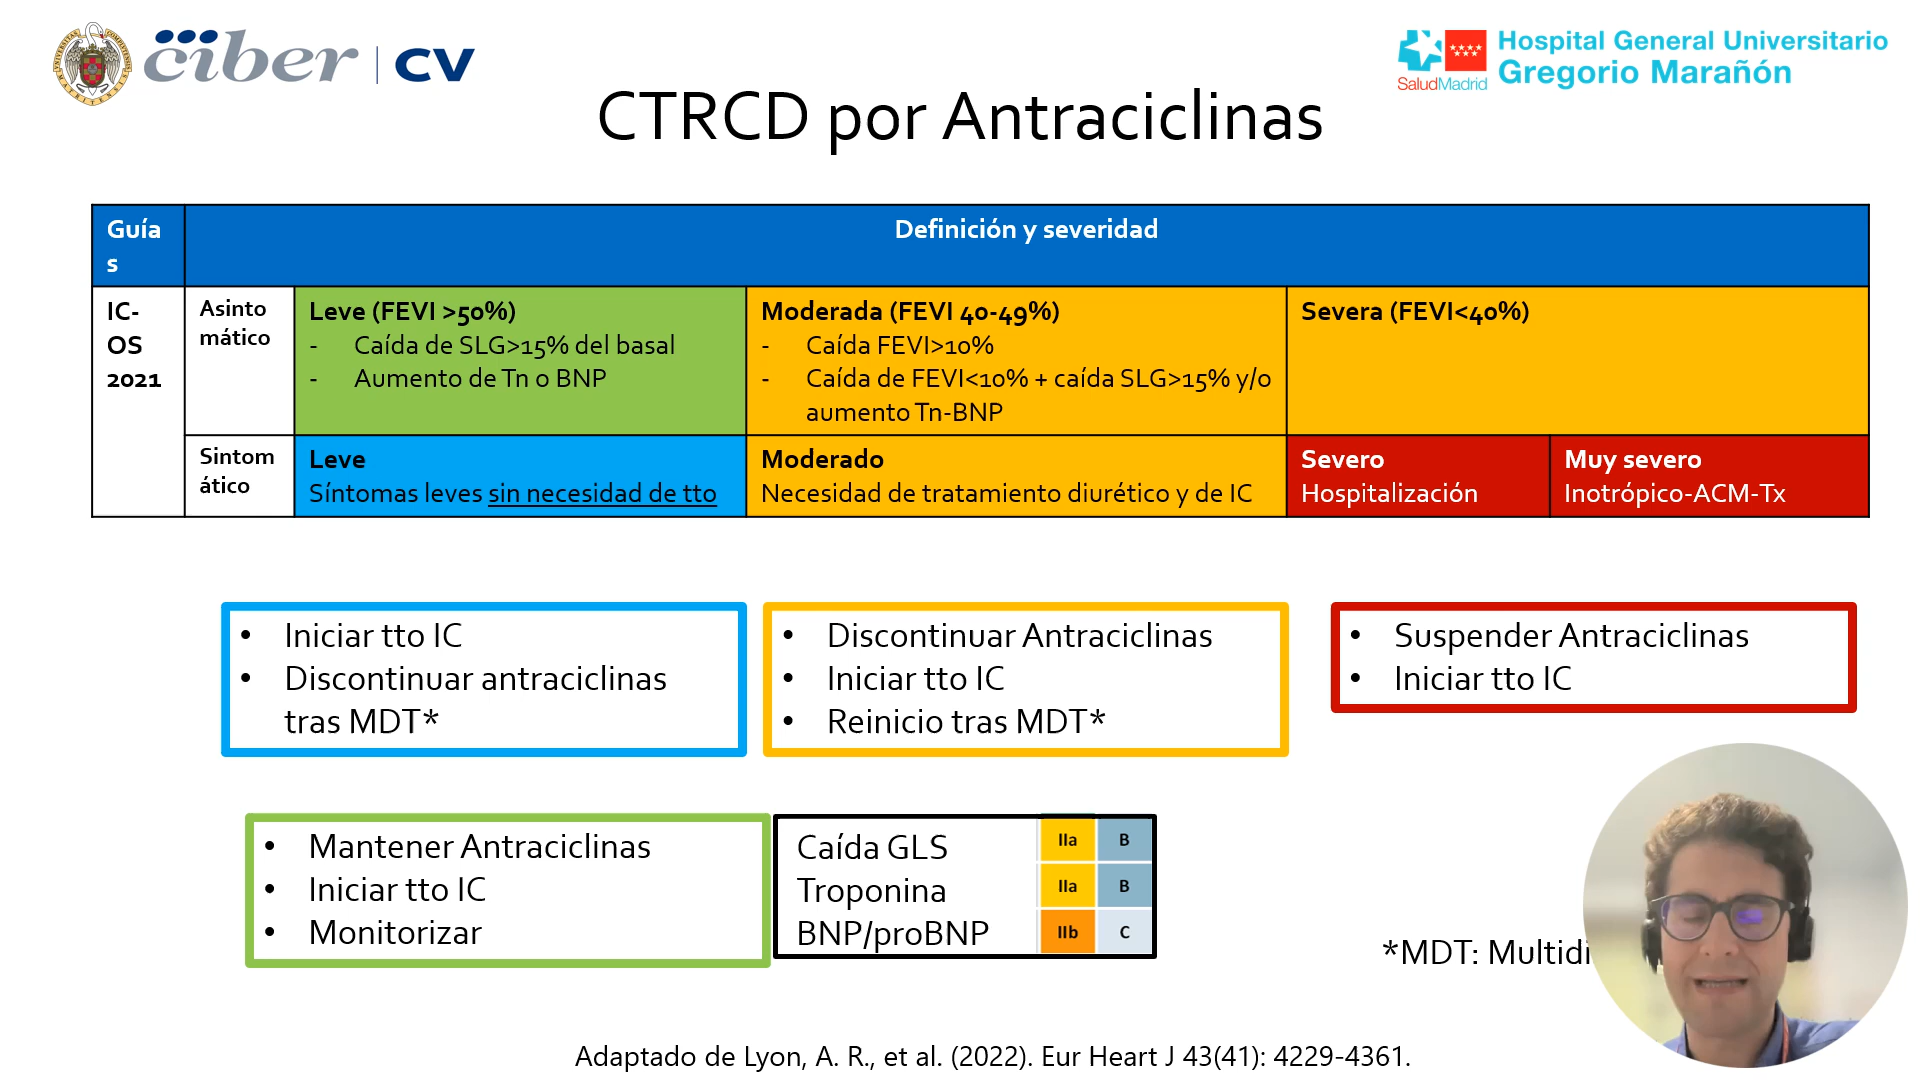 ciber | CV
SaludMadrid
Hospital General Universitario
Gregorio Marañón
CTRCD por Antraciclinas
Guía
s
Definición y severidad
IC-
OS
2021
Asinto
mático
Leve (FEVI >50%)
- Caída de SLG>15% del basal
- Aumento de Tn o BNP
Moderada (FEVI 40-49%)
- Caída FEVI>10%
- Caída de FEVI<10% + caída SLG>15% y/o
aumento Tn-BNP
Severa (FEVI<40%)
Sintom
ático
Leve
Síntomas leves sin necesidad de tto
Moderado
Necesidad de tratamiento diurético y de IC
Severo
Hospitalización
Muy severo
Inotrópico-ACM-Tx
• Iniciar tto IC
• Discontinuar antraciclinas
tras MDT*
• Discontinuar Antraciclinas
• Iniciar tto IC
• Reinicio tras MDT*
• Suspender Antraciclinas
• Iniciar tto IC
• Mantener Antraciclinas
• Iniciar tto IC
• Monitorizar
Caída GLS IIa B
Troponina IIa B
BNP/proBNP IIb C
*MDT: Multidi
Adaptado de Lyon, A. R., et al. (2022). Eur Heart J 43(41): 4229-4361.